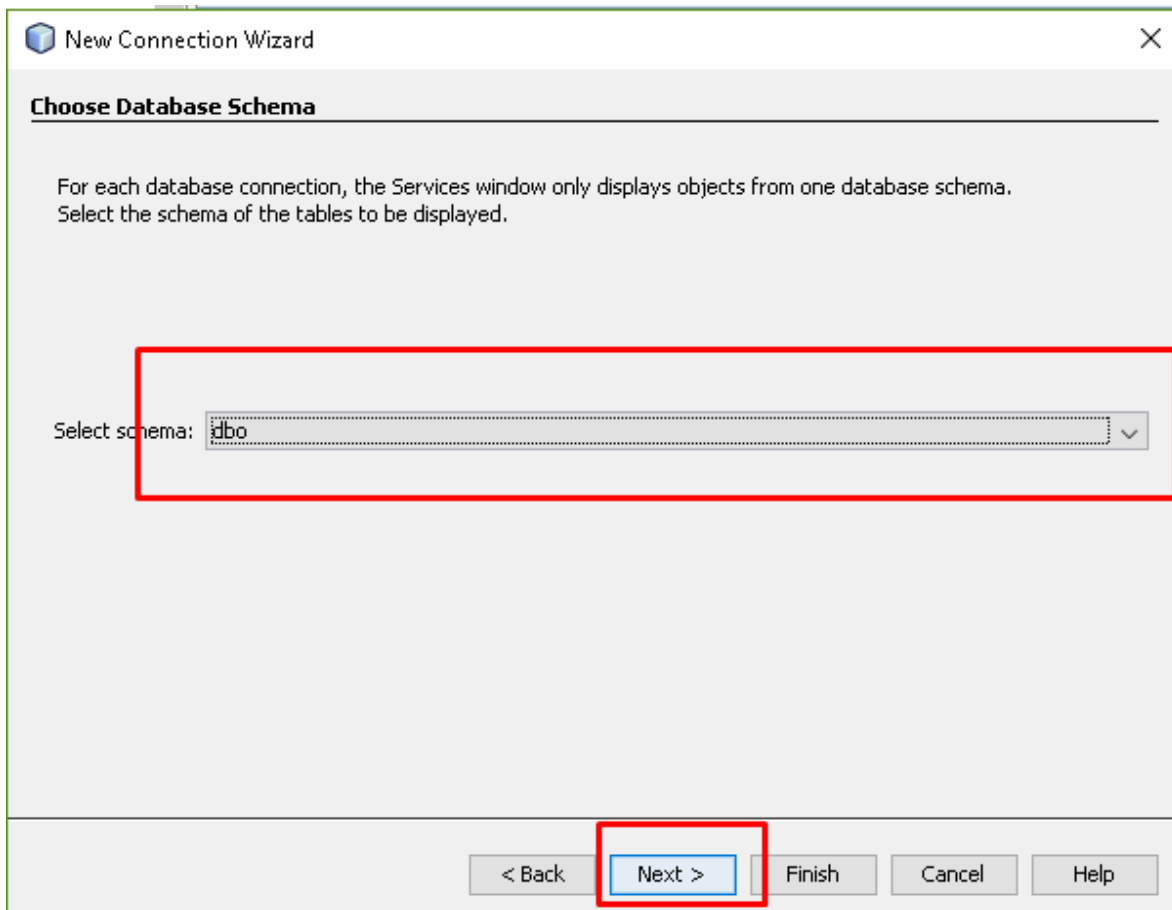 New Connection Wizard
Choose Database Schema
For each database connection, the Services window only displays objects from one database schema.
Select the schema of the tables to be displayed.
Select schema: dbo
< Back Next > Finish Cancel Help